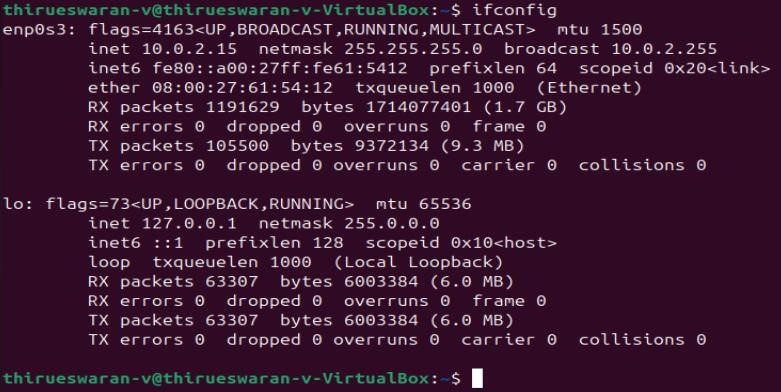 thirueswaran-v@thirueswaran-v-VirtualBox:~$ ifconfig
enp0s3: flags=4163<UP,BROADCAST,RUNNING,MULTICAST>  mtu 1500
        inet 10.0.2.15  netmask 255.255.255.0  broadcast 10.0.2.255
        inet6 fe80::a00:27ff:fe61:5412  prefixlen 64  scopeid 0x20<link>
        ether 08:00:27:61:54:12  txqueuelen 1000  (Ethernet)
        RX packets 1191629  bytes 1714077401 (1.7 GB)
        RX errors 0  dropped 0  overruns 0  frame 0
        TX packets 105500  bytes 9372134 (9.3 MB)
        TX errors 0  dropped 0 overruns 0  carrier 0  collisions 0

lo: flags=73<UP,LOOPBACK,RUNNING>  mtu 65536
        inet 127.0.0.1  netmask 255.0.0.0
        inet6 ::1  prefixlen 128  scopeid 0x10<host>
        loop  txqueuelen 1000  (Local Loopback)
        RX packets 63307  bytes 6003384 (6.0 MB)
        RX errors 0  dropped 0  overruns 0  frame 0
        TX packets 63307  bytes 6003384 (6.0 MB)
        TX errors 0  dropped 0 overruns 0  carrier 0  collisions 0

thirueswaran-v@thirueswaran-v-VirtualBox:~$